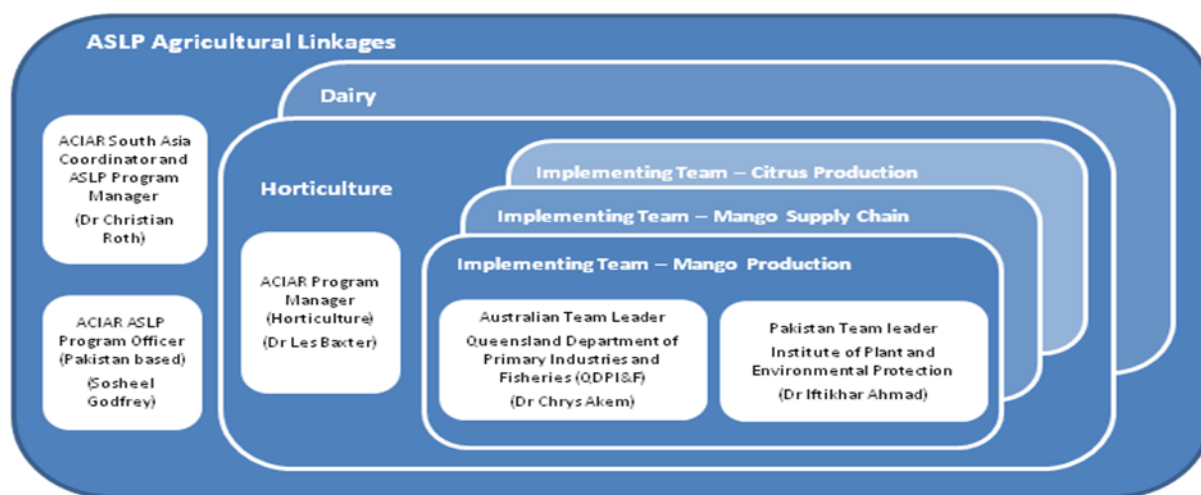 ASLP Agricultural Linkages
Dairy
ACIAR South Asia
Coordinator and
ASLP Program
Manager
(Dr Christian
Roth)
ACIAR ASLP
Program Officer
(Pakistan based)
(Sosheel
Godfrey)
Horticulture
ACIAR Program
Manager
(Horticulture)
(Dr Les Baxter)
Implementing Team – Citrus Production
Implementing Team – Mango Supply Chain
Implementing Team – Mango Production
Australian Team Leader
Queensland Department of
Primary Industries and
Fisheries (QDPI&F)
(Dr Chrys Akem)
Pakistan Team leader
Institute of Plant and
Environmental Protection
(Dr Iftikhar Ahmad)